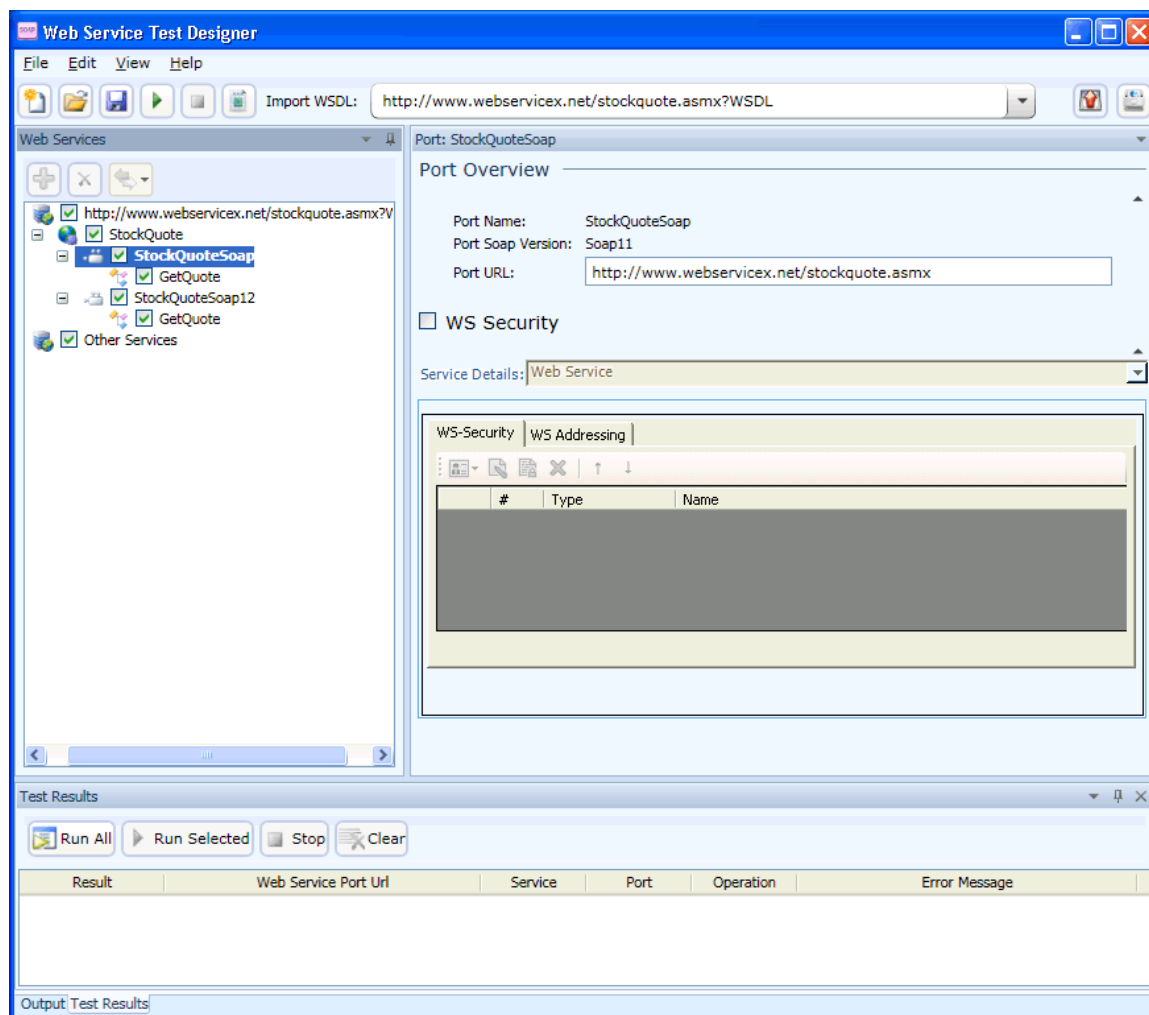 SOAP Web Service Test Designer
File Edit View Help
Import WSDL: http://www.webservicex.net/stockquote.asmx?WSDL
Web Services
http://www.webservicex.net/stockquote.asmx?V
StockQuote
StockQuoteSoap
GetQuote
StockQuoteSoap12
GetQuote
Other Services
Port: StockQuoteSoap
Port Overview
Port Name: StockQuoteSoap
Port Soap Version: Soap11
Port URL: http://www.webservicex.net/stockquote.asmx
WS Security
Service Details: Web Service
WS-Security WS Addressing
# Type Name
Test Results
Run All Run Selected Stop Clear
Result Web Service Port Url Service Port Operation Error Message
Output Test Results